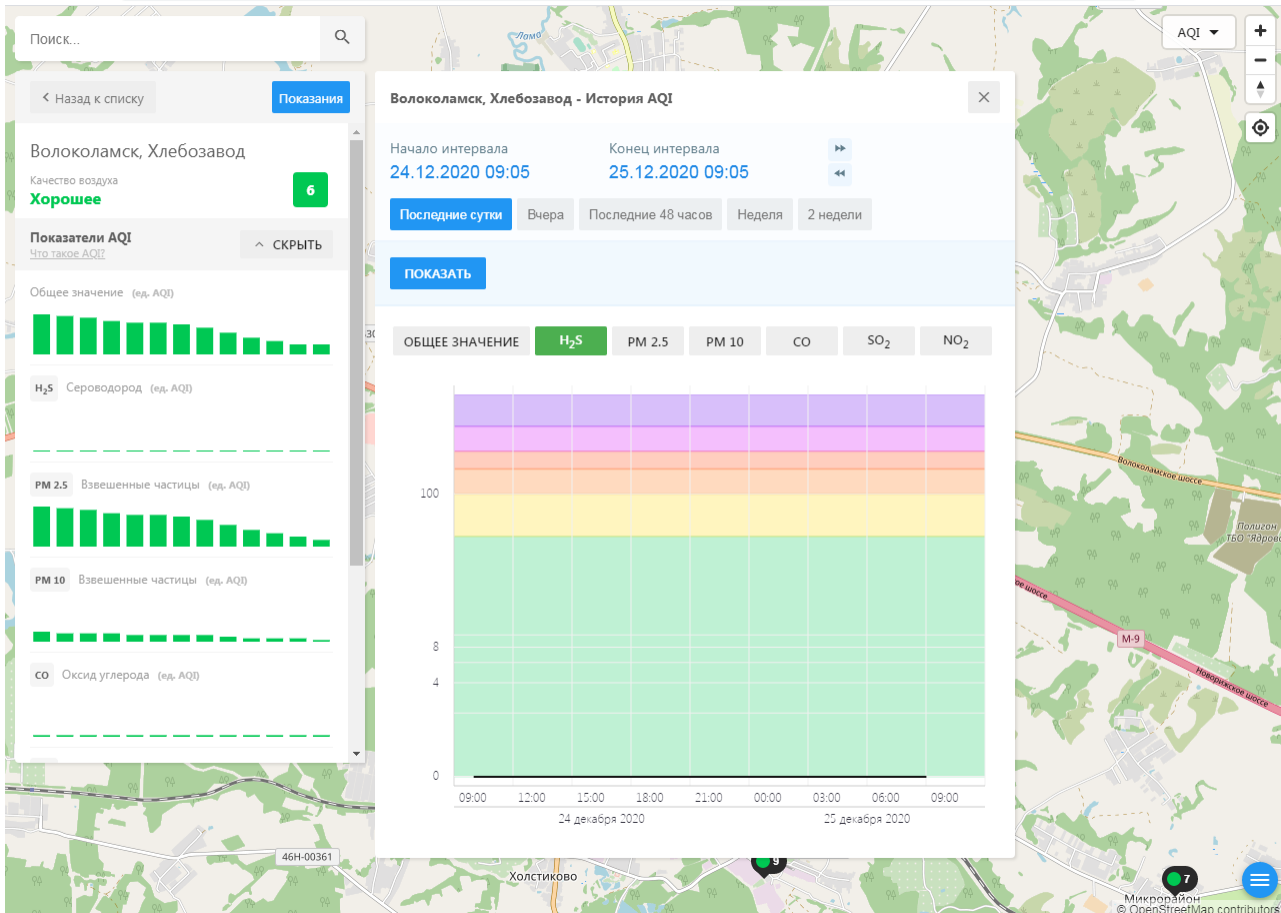 Поиск...
Назад к списку
Показания
Волоколамск, Хлебозавод
Качество воздуха
Хорошее
6
Показатели AQI
Что такое AQI?
СКРЫТЬ
Общее значение (ед. AQI)
H2S Сероводород (ед. AQI)
PM 2.5 Взвешенные частицы (ед. AQI)
PM 10 Взвешенные частицы (ед. AQI)
CO Оксид углерода (ед. AQI)
Волоколамск, Хлебозавод - История AQI
Начало интервала
24.12.2020 09:05
Конец интервала
25.12.2020 09:05
Последние сутки
Вчера
Последние 48 часов
Неделя
2 недели
ПОКАЗАТЬ
ОБЩЕЕ ЗНАЧЕНИЕ
H2S
PM 2.5
PM 10
CO
SO2
NO2
100
8
4
0
09:00 12:00 15:00 18:00 21:00 00:00 03:00 06:00 09:00
24 декабря 2020
25 декабря 2020
AQI
Ломо
Волоколамское шоссе
Полигон
ТБО "Ядрово
M-9
Новорижское шоссе
46Н-00361
Холстиково
9
7
Микрорайон
© OpenStreetMap contributors